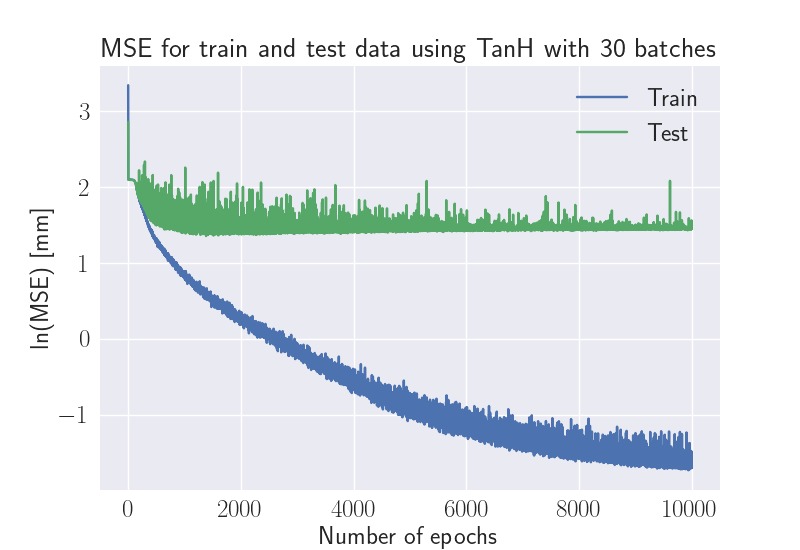 MSE for train and test data using TanH with 30 batches
Train
Test
3
2
1
0
−1
ln(MSE) [mm]
0 2000 4000 6000 8000 10000
Number of epochs